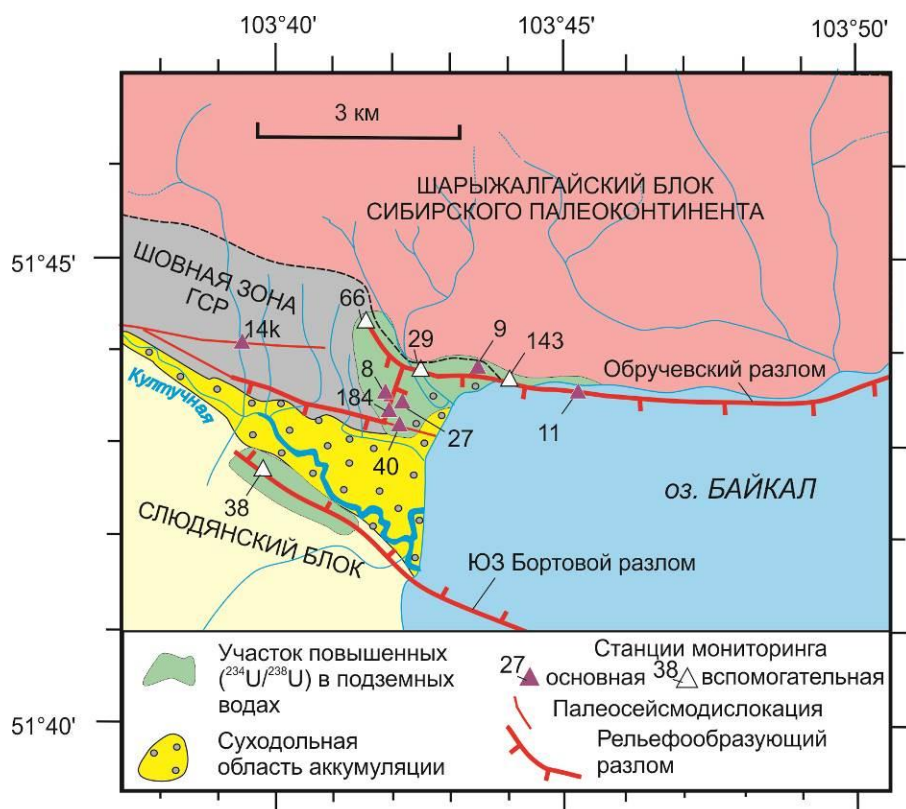 103°40'
103°45'
103°50'
3 км
ШАРЫЖАЛГАЙСКИЙ БЛОК
СИБИРСКОГО ПАЛЕОКОНТИНЕНТА
51°45'
ШОВНАЯ ЗОНА
ГСР
66
14k
29
9
143
8
Обручевский разлом
Култучная
184
27
11
40
38
оз. БАЙКАЛ
СЛЮДЯНСКИЙ БЛОК
ЮЗ Бортовой разлом
Участок повышенных
(²³⁴U/²³⁸U) в подземных
водах
Станции мониторинга
27 основная 38 вспомогательная
Палеосейсмодислокация
51°40'
Суходольная
область аккумуляции
Рельефообразующий
разлом